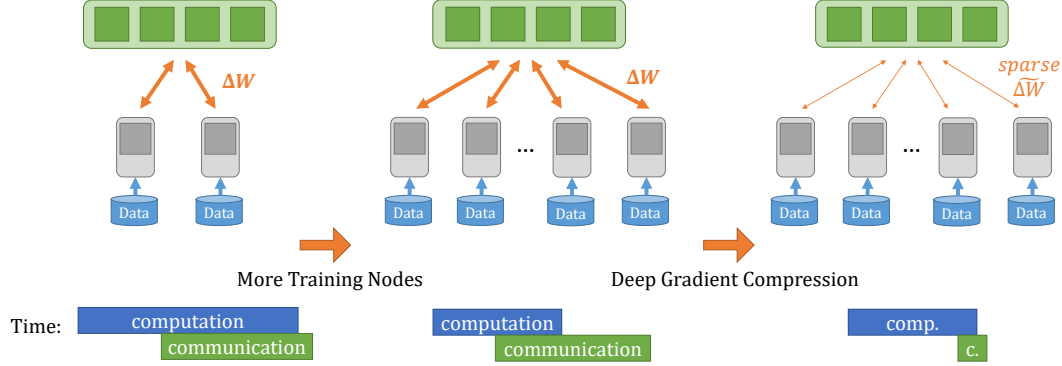 ΔW
ΔW
sparse
\widetilde{ΔW}
...
...
Data
Data
Data
Data
Data
Data
Data
Data
Data
Data
More Training Nodes
Deep Gradient Compression
Time:
computation
computation
comp.
communication
communication
c.